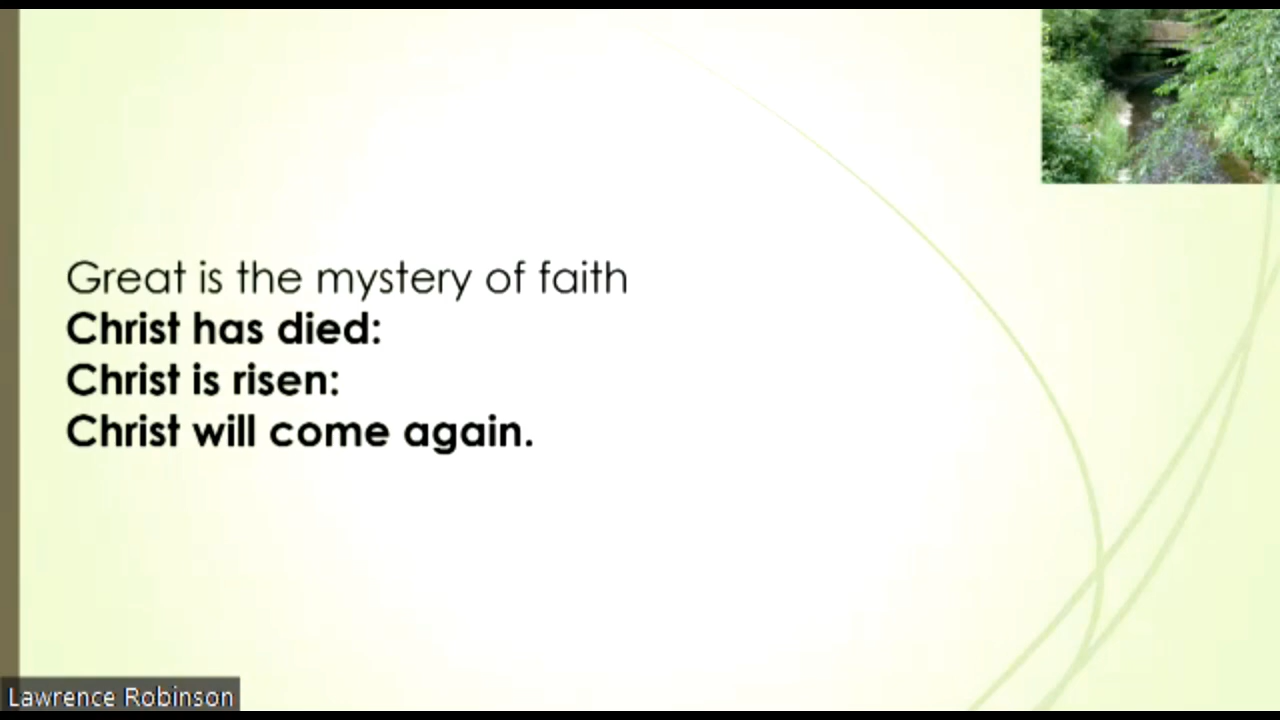 Great is the mystery of faith
Christ has died:
Christ is risen:
Christ will come again.
Lawrence Robinson